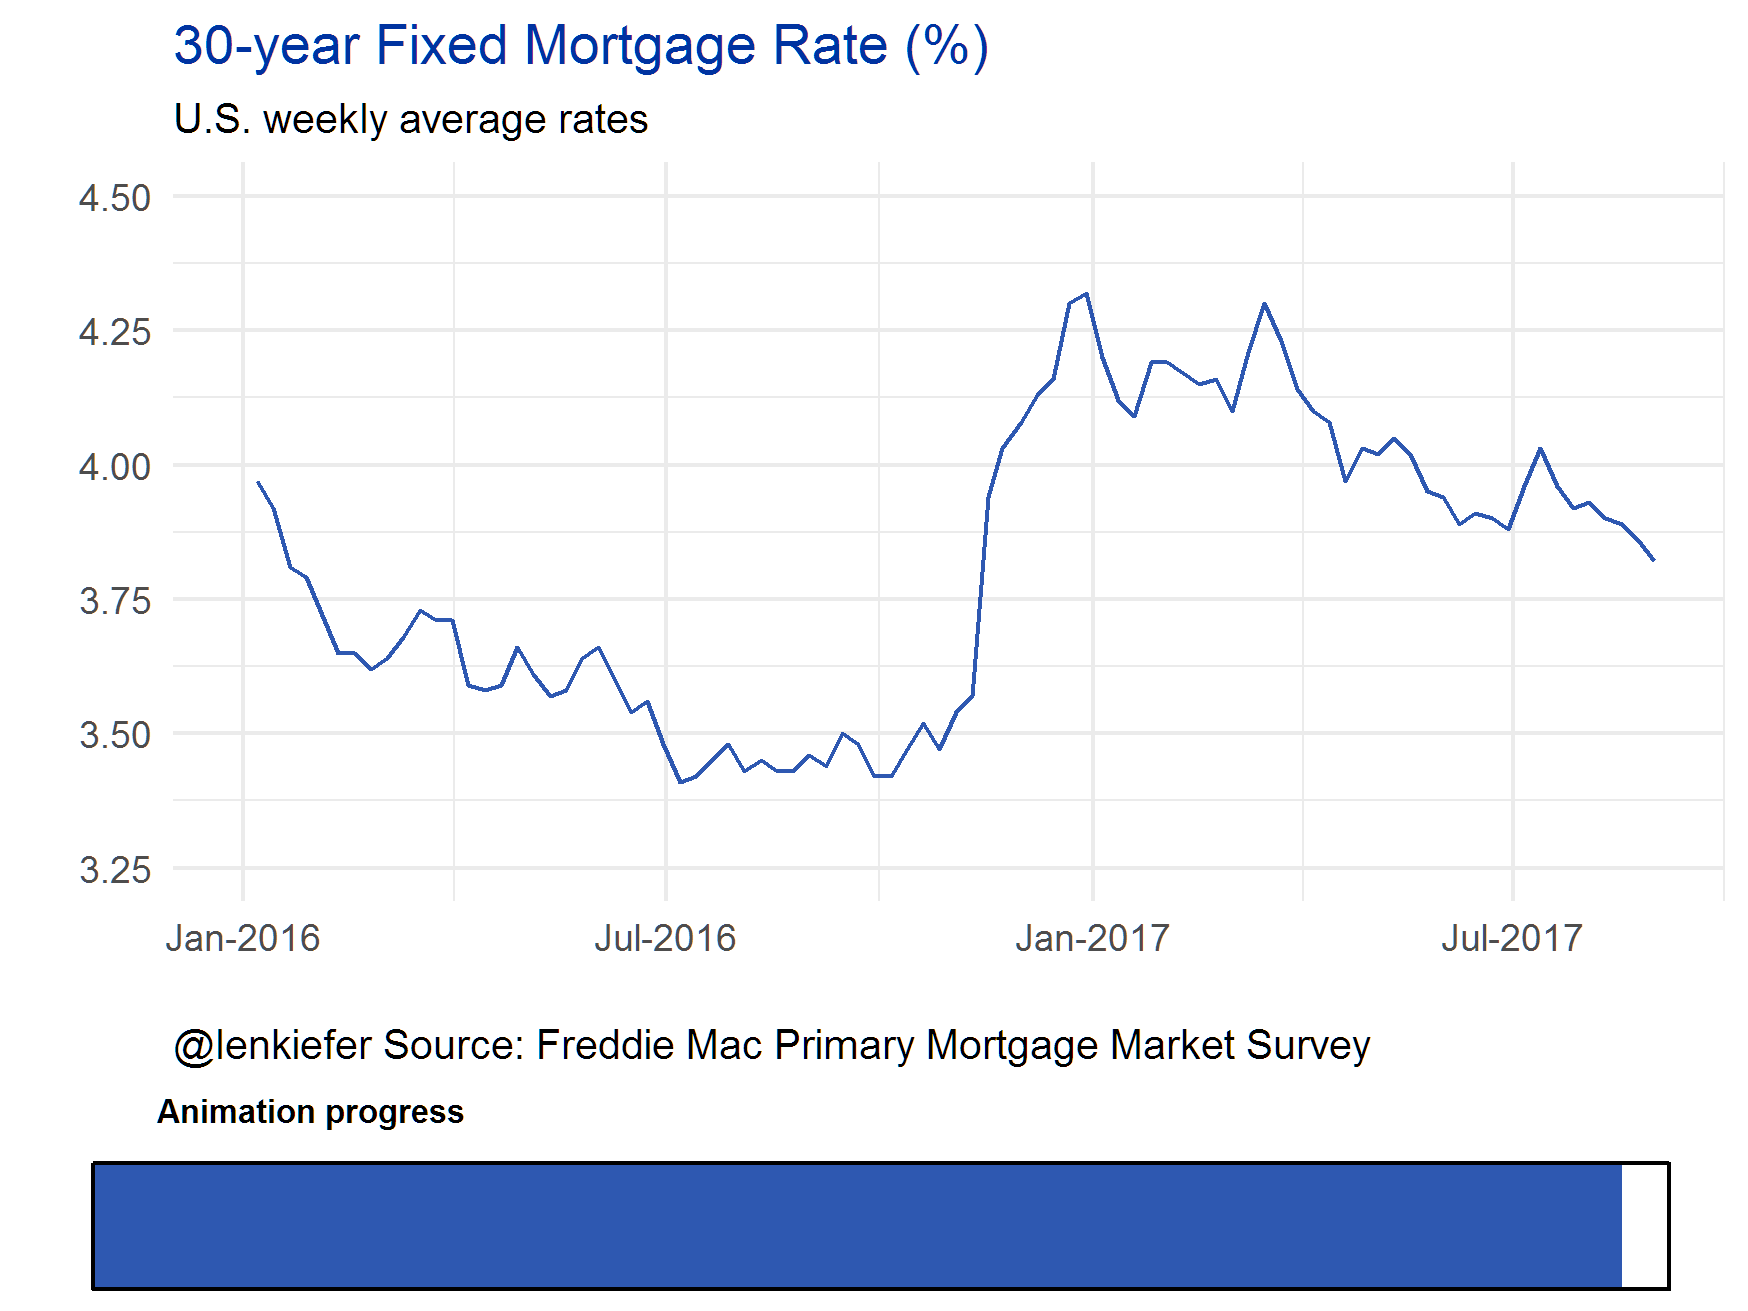 30-year Fixed Mortgage Rate (%)
U.S. weekly average rates
4.50
4.25
4.00
3.75
3.50
3.25
Jan-2016 Jul-2016 Jan-2017 Jul-2017
@lenkiefer Source: Freddie Mac Primary Mortgage Market Survey
Animation progress